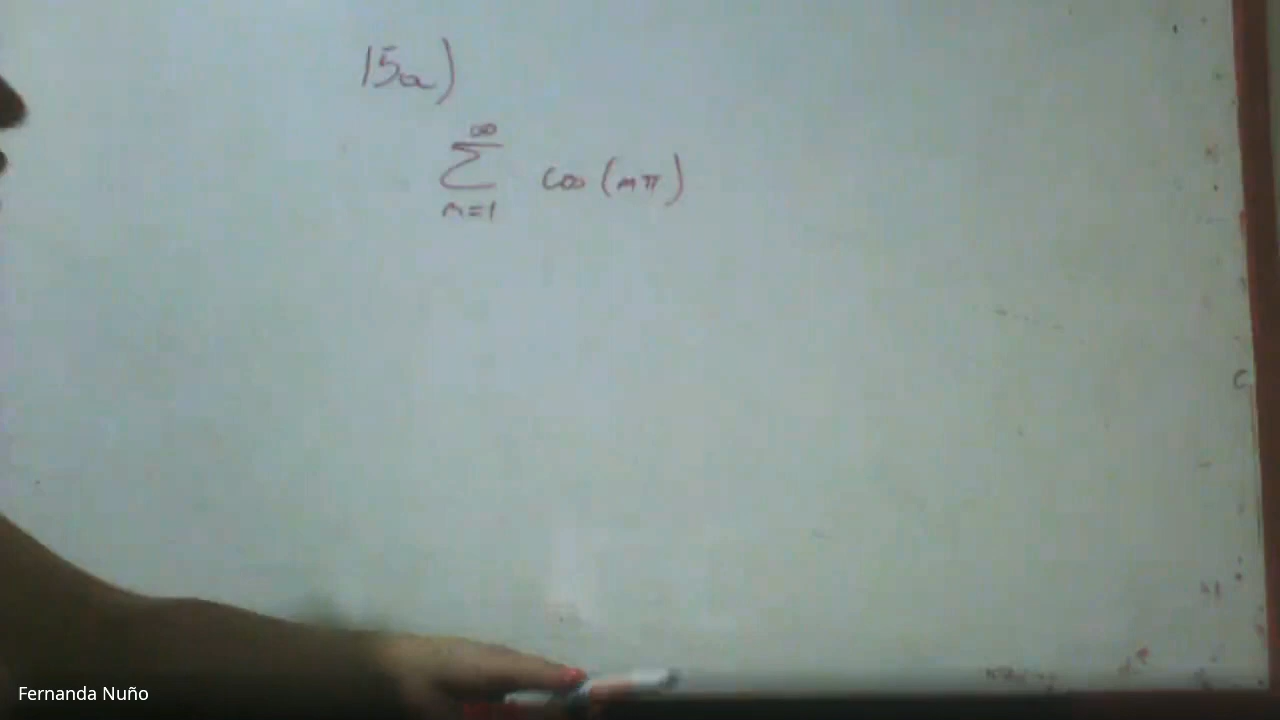 15a)
∞
∑ cos(nπ)
n=1
Fernanda Nuño